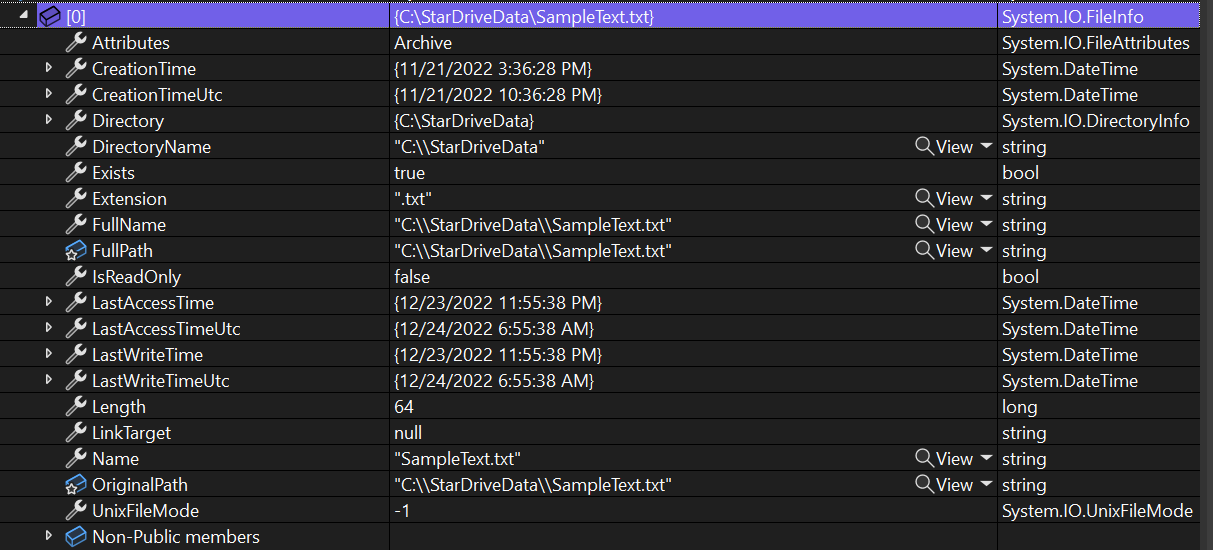 [0] {C:\StarDriveData\SampleText.txt} System.IO.FileInfo
Attributes Archive System.IO.FileAttributes
CreationTime {11/21/2022 3:36:28 PM} System.DateTime
CreationTimeUtc {11/21/2022 10:36:28 PM} System.DateTime
Directory {C:\StarDriveData} System.IO.DirectoryInfo
DirectoryName "C:\\StarDriveData" View string
Exists true bool
Extension ".txt" View string
FullName "C:\\StarDriveData\\SampleText.txt" View string
FullPath "C:\\StarDriveData\\SampleText.txt" View string
IsReadOnly false bool
LastAccessTime {12/23/2022 11:55:38 PM} System.DateTime
LastAccessTimeUtc {12/24/2022 6:55:38 AM} System.DateTime
LastWriteTime {12/23/2022 11:55:38 PM} System.DateTime
LastWriteTimeUtc {12/24/2022 6:55:38 AM} System.DateTime
Length 64 long
LinkTarget null string
Name "SampleText.txt" View string
OriginalPath "C:\\StarDriveData\\SampleText.txt" View string
UnixFileMode -1 System.IO.UnixFileMode
Non-Public members